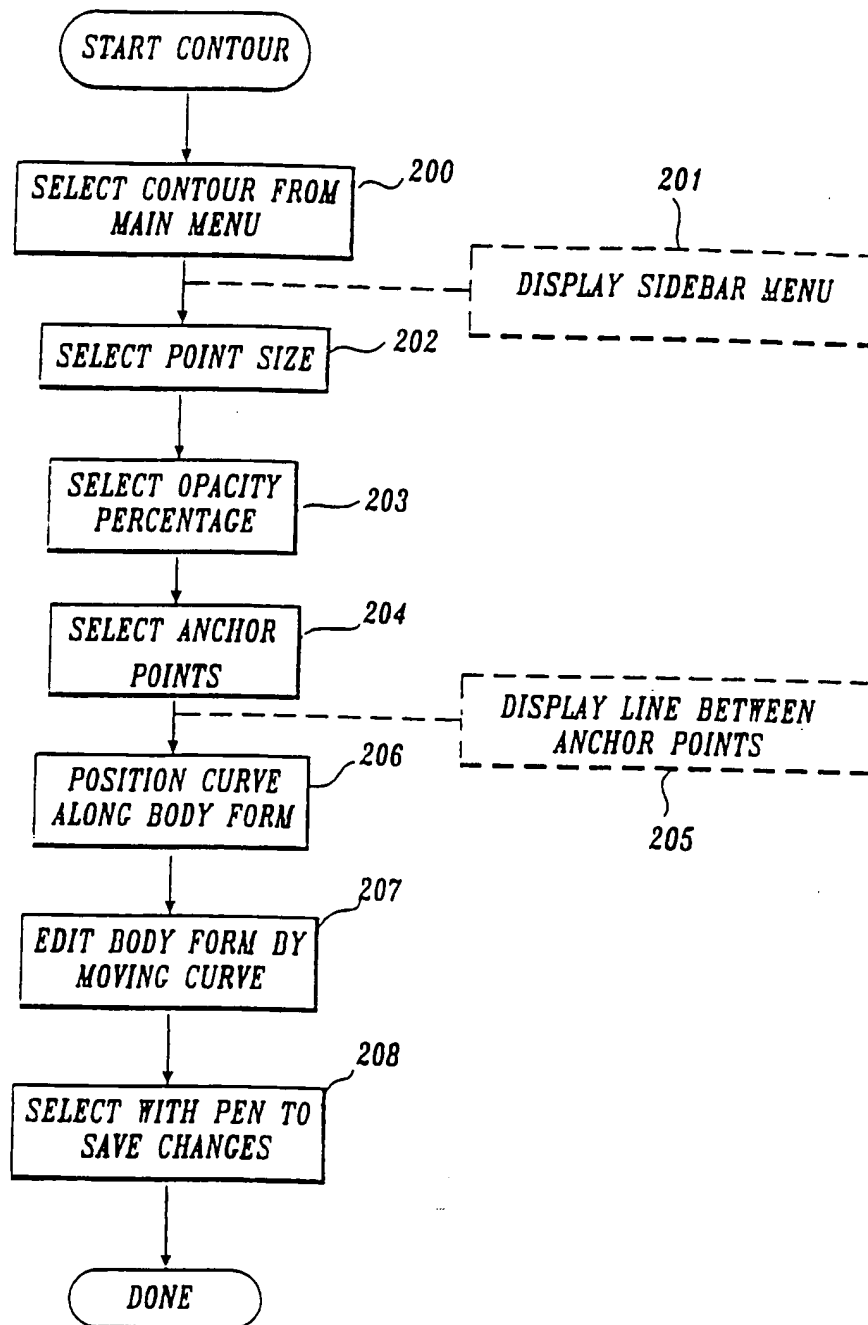 START CONTOUR
200
SELECT CONTOUR FROM
MAIN MENU
201
DISPLAY SIDEBAR MENU
SELECT POINT SIZE
202
SELECT OPACITY
PERCENTAGE
203
SELECT ANCHOR
POINTS
204
DISPLAY LINE BETWEEN
ANCHOR POINTS
205
POSITION CURVE
ALONG BODY FORM
206
207
EDIT BODY FORM BY
MOVING CURVE
208
SELECT WITH PEN TO
SAVE CHANGES
DONE